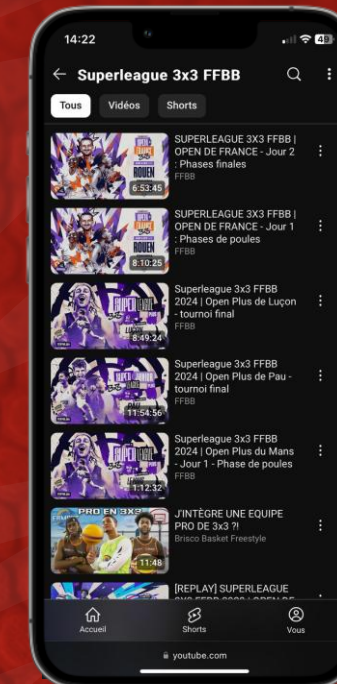 14:22
49
Superleague 3x3 FFBB
Tous
Vidéos
Shorts
SUPERLEAGUE 3X3 FFBB |
OPEN DE FRANCE - Jour 2
: Phases finales
FFBB
ROUEN
6:53:45
SUPERLEAGUE 3X3 FFBB |
OPEN DE FRANCE - Jour 1
: Phases de poules
FFBB
ROUEN
8:10:25
Superleague 3x3 FFBB
2024 | Open Plus de Luçon
- tournoi final
FFBB
8:49:24
Superleague 3x3 FFBB
2024 | Open Plus de Pau -
tournoi final
FFBB
11:54:56
Superleague 3x3 FFBB
2024 | Open Plus du Mans
- Jour 1 - Phase de poules
FFBB
1:12:32
PRO EN 3X3
J'INTÈGRE UNE EQUIPE
PRO DE 3x3 ?!
Brisco Basket Freestyle
11:48
[REPLAY] SUPERLEAGUE
Accueil
Shorts
Vous
youtube.com